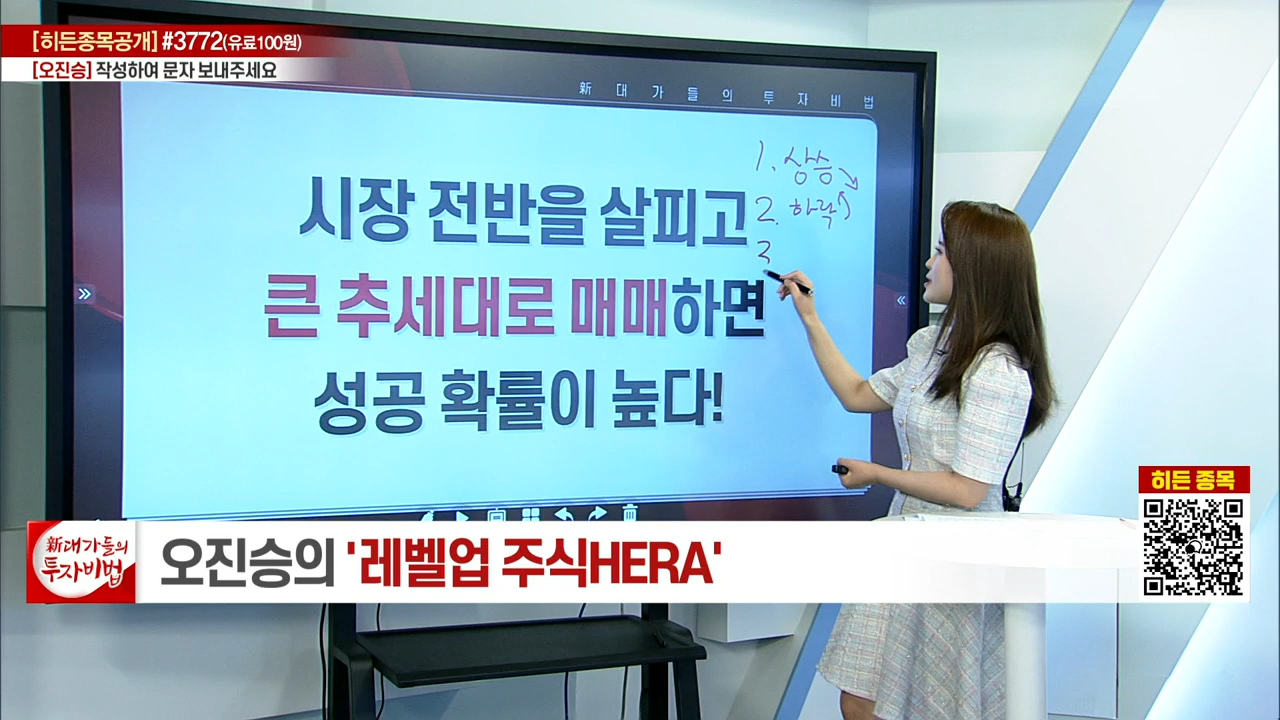 [히든종목공개] #3772(유료100원)
[오진승] 작성하여 문자 보내주세요
新 대 가 들 의 투 자 비 법
시장 전반을 살피고
큰 추세대로 매매하면
성공 확률이 높다!
1. 상승
2. 하락
3
히든 종목
新대가들의
투자비법
오진승의 '레벨업 주식HERA'